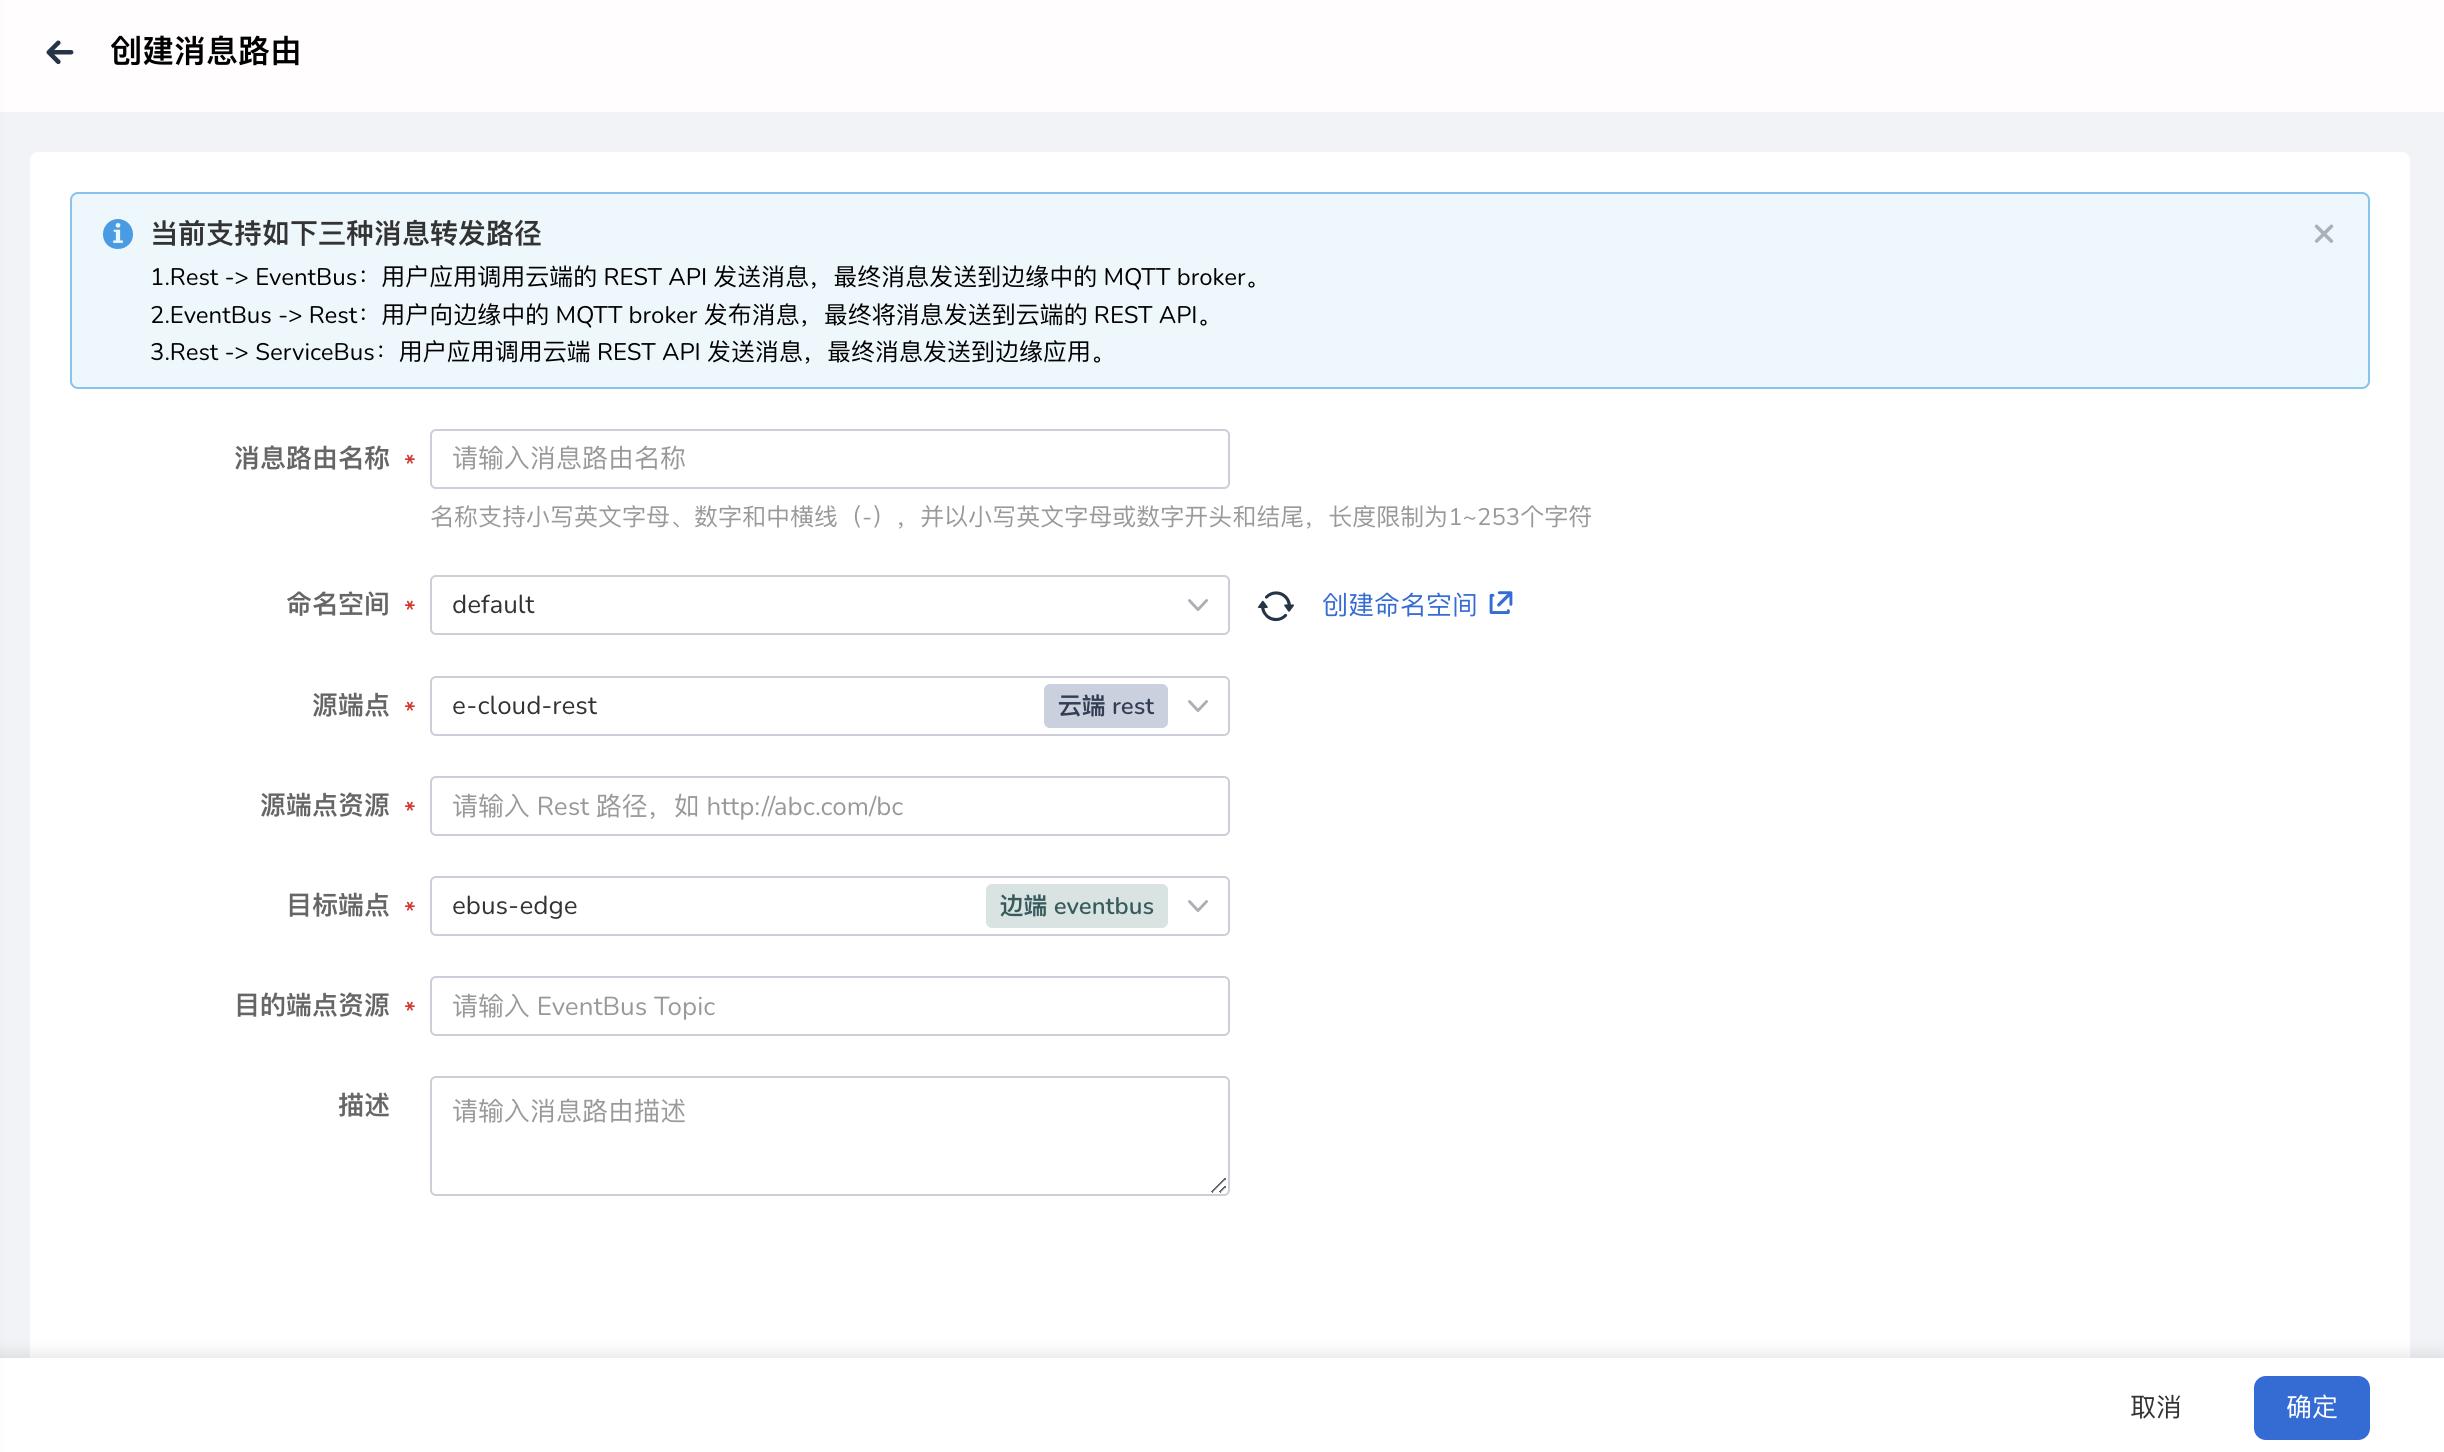 创建消息路由
当前支持如下三种消息转发路径
1.Rest -> EventBus：用户应用调用云端的 REST API 发送消息，最终消息发送到边缘中的 MQTT broker。
2.EventBus -> Rest：用户向边缘中的 MQTT broker 发布消息，最终将消息发送到云端的 REST API。
3.Rest -> ServiceBus：用户应用调用云端 REST API 发送消息，最终消息发送到边缘应用。
消息路由名称 * 请输入消息路由名称
名称支持小写英文字母、数字和中横线（-），并以小写英文字母或数字开头和结尾，长度限制为1~253个字符
命名空间 * default 创建命名空间
源端点 * e-cloud-rest 云端 rest
源端点资源 * 请输入 Rest 路径，如 http://abc.com/bc
目标端点 * ebus-edge 边端 eventbus
目的端点资源 * 请输入 EventBus Topic
描述 请输入消息路由描述
取消 确定